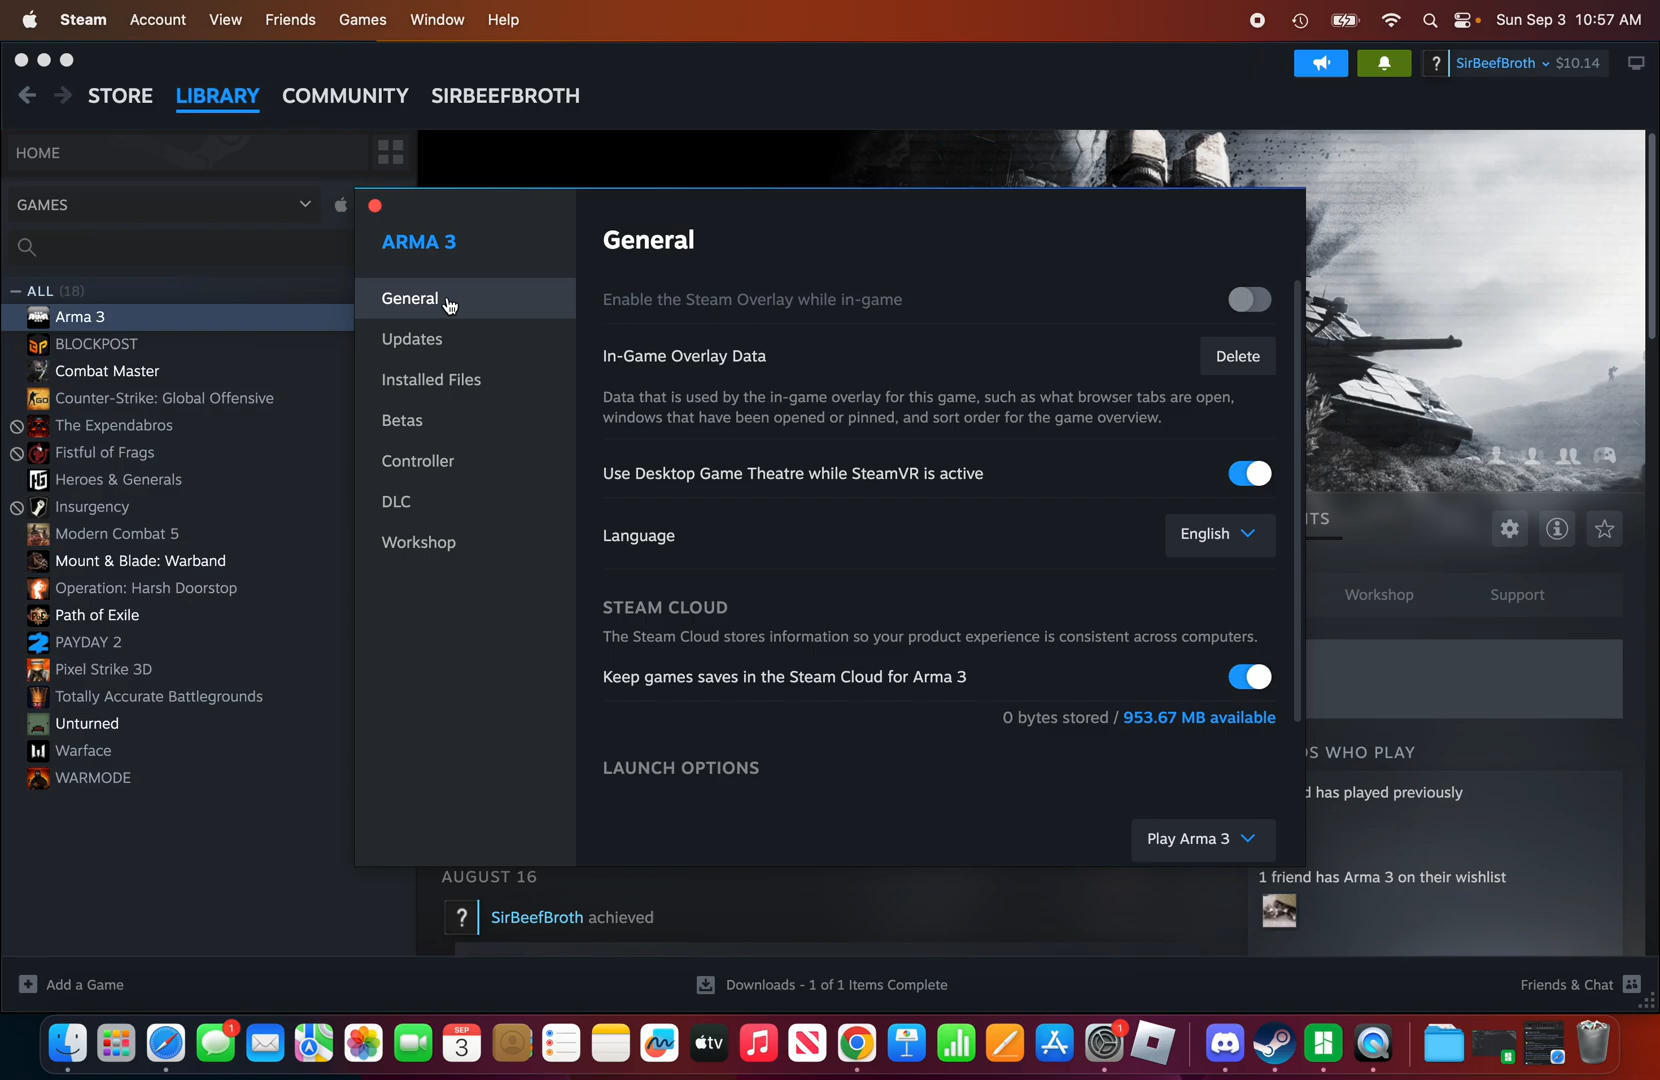 Steam Account View Friends Games Window Help Sun Sep 3 10:57 AM
? SirBeefBroth $10.14
STORE LIBRARY COMMUNITY SIRBEEFBROTH
HOME
GAMES
— ALL (18)
Arma 3
BLOCKPOST
Combat Master
Counter-Strike: Global Offensive
The Expendabros
Fistful of Frags
Heroes & Generals
Insurgency
Modern Combat 5
Mount & Blade: Warband
Operation: Harsh Doorstop
Path of Exile
PAYDAY 2
Pixel Strike 3D
Totally Accurate Battlegrounds
Unturned
Warface
WARMODE
ARMA 3
General
Updates
Installed Files
Betas
Controller
DLC
Workshop
General
Enable the Steam Overlay while in-game
In-Game Overlay Data Delete
Data that is used by the in-game overlay for this game, such as what browser tabs are open,
windows that have been opened or pinned, and sort order for the game overview.
Use Desktop Game Theatre while SteamVR is active
Language English
STEAM CLOUD
The Steam Cloud stores information so your product experience is consistent across computers.
Keep games saves in the Steam Cloud for Arma 3
0 bytes stored / 953.67 MB available
LAUNCH OPTIONS
Play Arma 3
TS
Workshop Support
S WHO PLAY
d has played previously
1 friend has Arma 3 on their wishlist
AUGUST 16
? SirBeefBroth achieved
Add a Game Downloads - 1 of 1 Items Complete Friends & Chat
1 SEP 3 tv 1